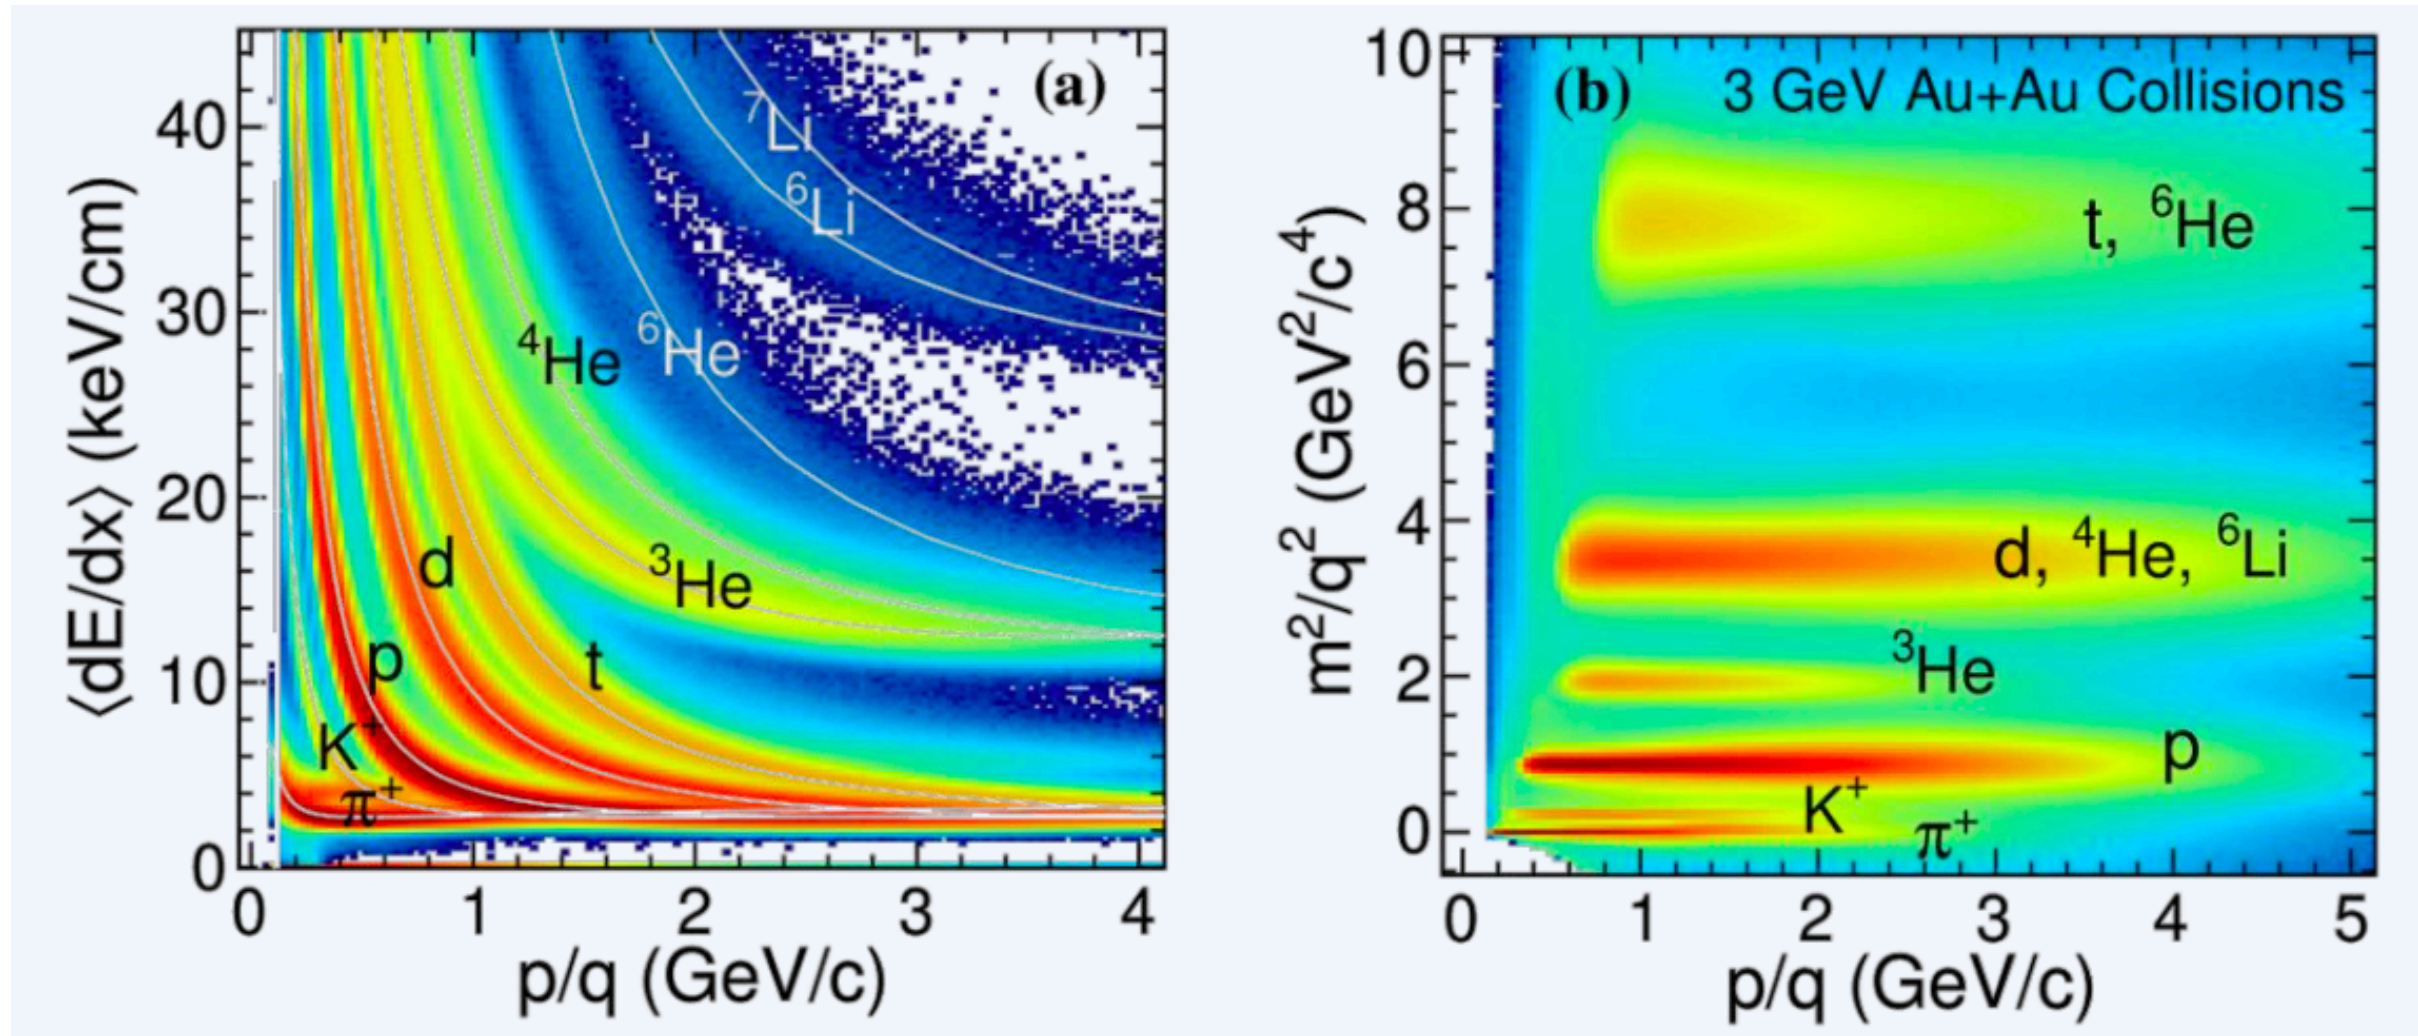 (a)
⟨dE/dx⟩ (keV/cm)
40
30
20
10
0
⁷Li
⁶Li
⁴He
⁶He
³He
d
p
t
K⁺
π⁺
0 1 2 3 4
p/q (GeV/c)
(b) 3 GeV Au+Au Collisions
m²/q² (GeV²/c⁴)
10
8
6
4
2
0
t, ⁶He
d, ⁴He, ⁶Li
³He
p
K⁺
π⁺
0 1 2 3 4 5
p/q (GeV/c)